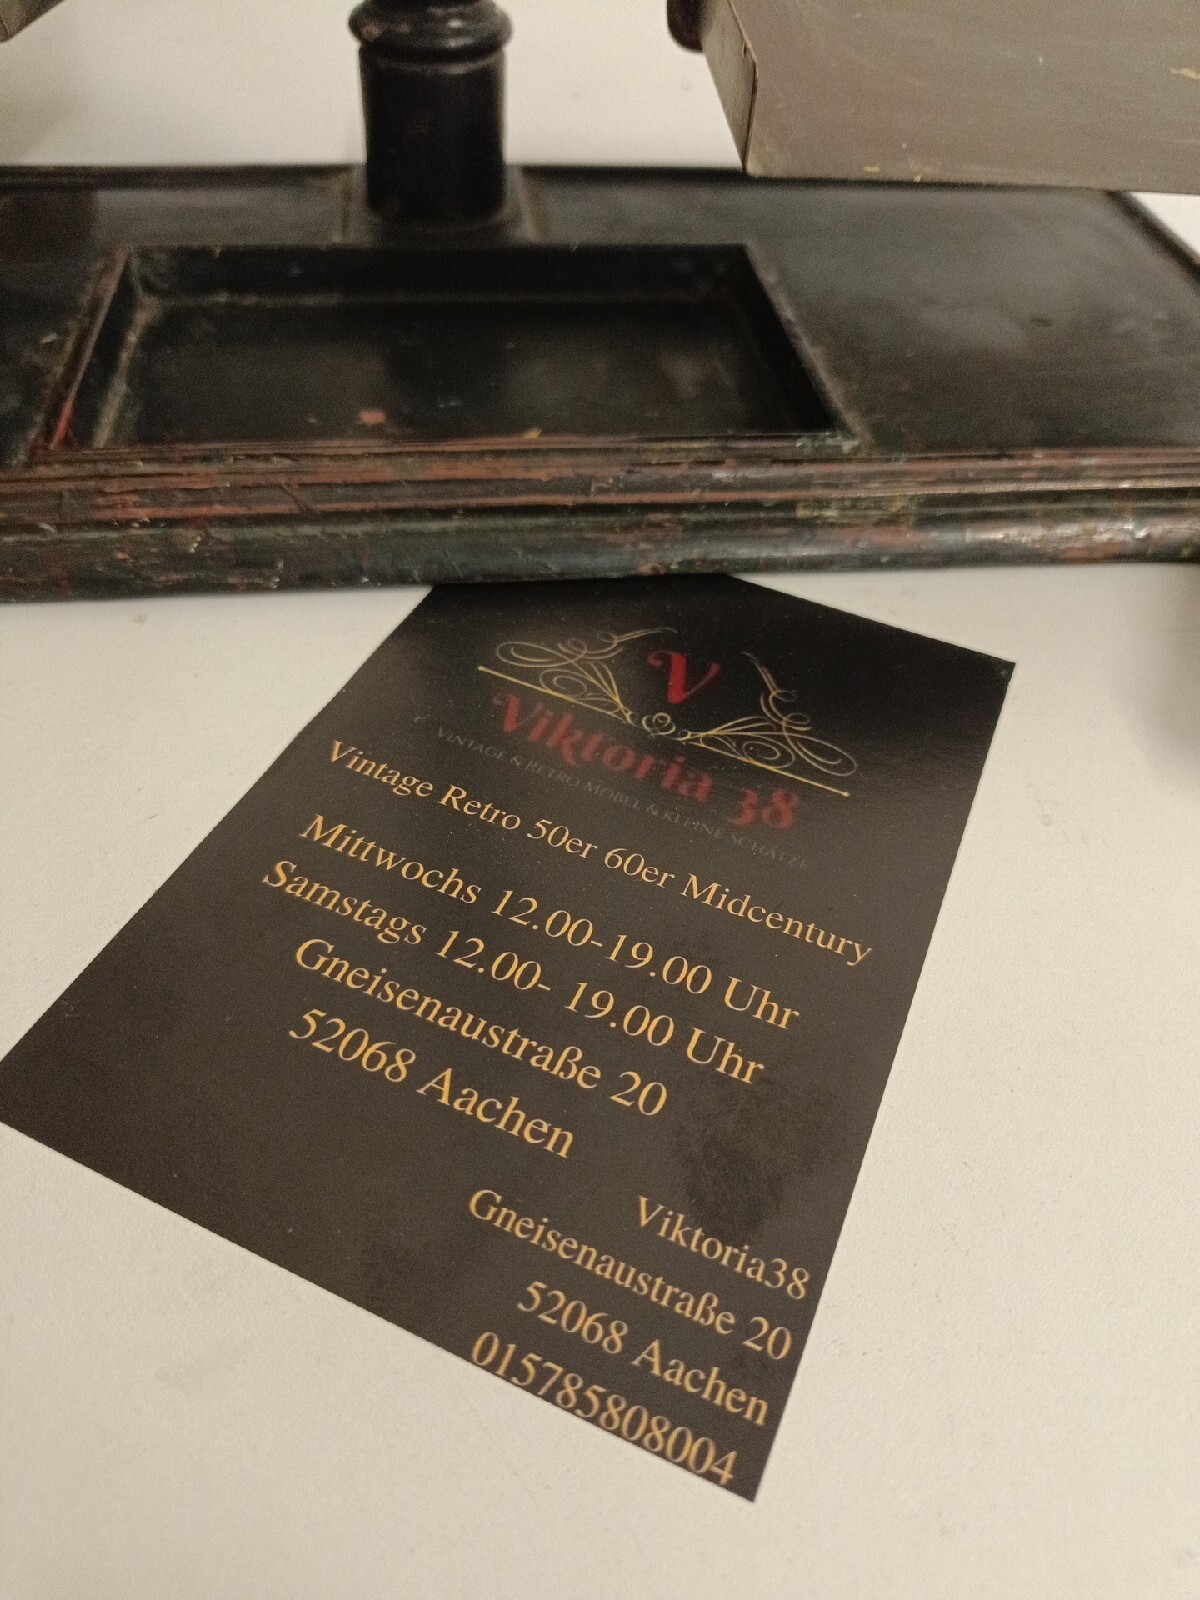 V
Viktoria 38
VINTAGE & RETRO MÖBEL & KLEINE SCHÄTZE
Vintage Retro 50er 60er Midcentury
Mittwochs 12.00-19.00 Uhr
Samstags 12.00- 19.00 Uhr
Gneisenaustraße 20
52068 Aachen
Viktoria38
Gneisenaustraße 20
52068 Aachen
015785808004